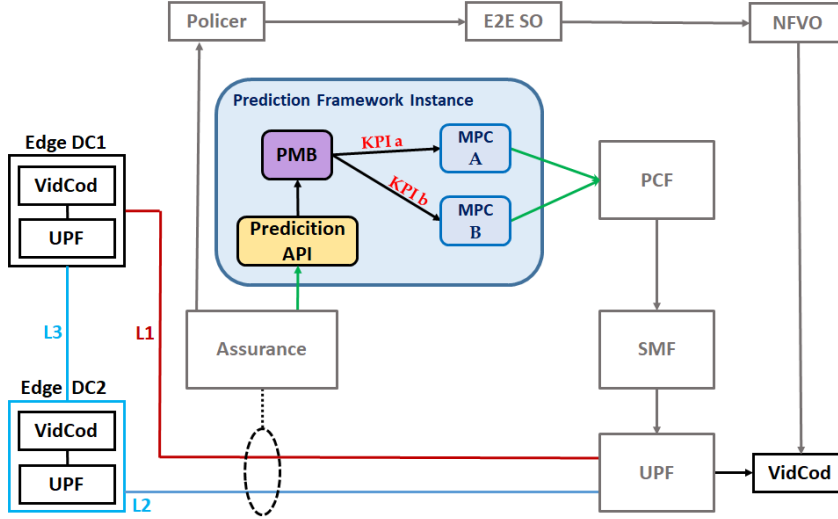 Policer
E2E SO
NFVO
Prediction Framework Instance
Edge DC1
VidCod
UPF
PMB
KPI a
KPI b
MPC
A
MPC
B
Predicition
API
PCF
L3
L1
Assurance
SMF
Edge DC2
VidCod
UPF
L2
UPF
VidCod